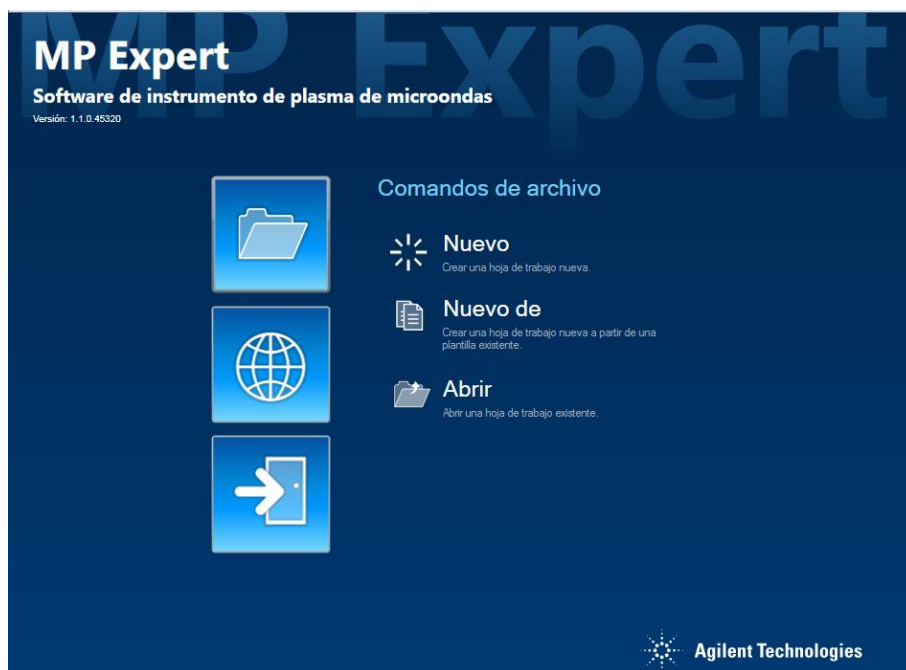 MP Expert
MP Expert
Software de instrumento de plasma de microondas
Versión: 1.1.0.45320
Comandos de archivo
Nuevo
Crear una hoja de trabajo nueva.
Nuevo de
Crear una hoja de trabajo nueva a partir de una
plantilla existente.
Abrir
Abrir una hoja de trabajo existente.
Agilent Technologies